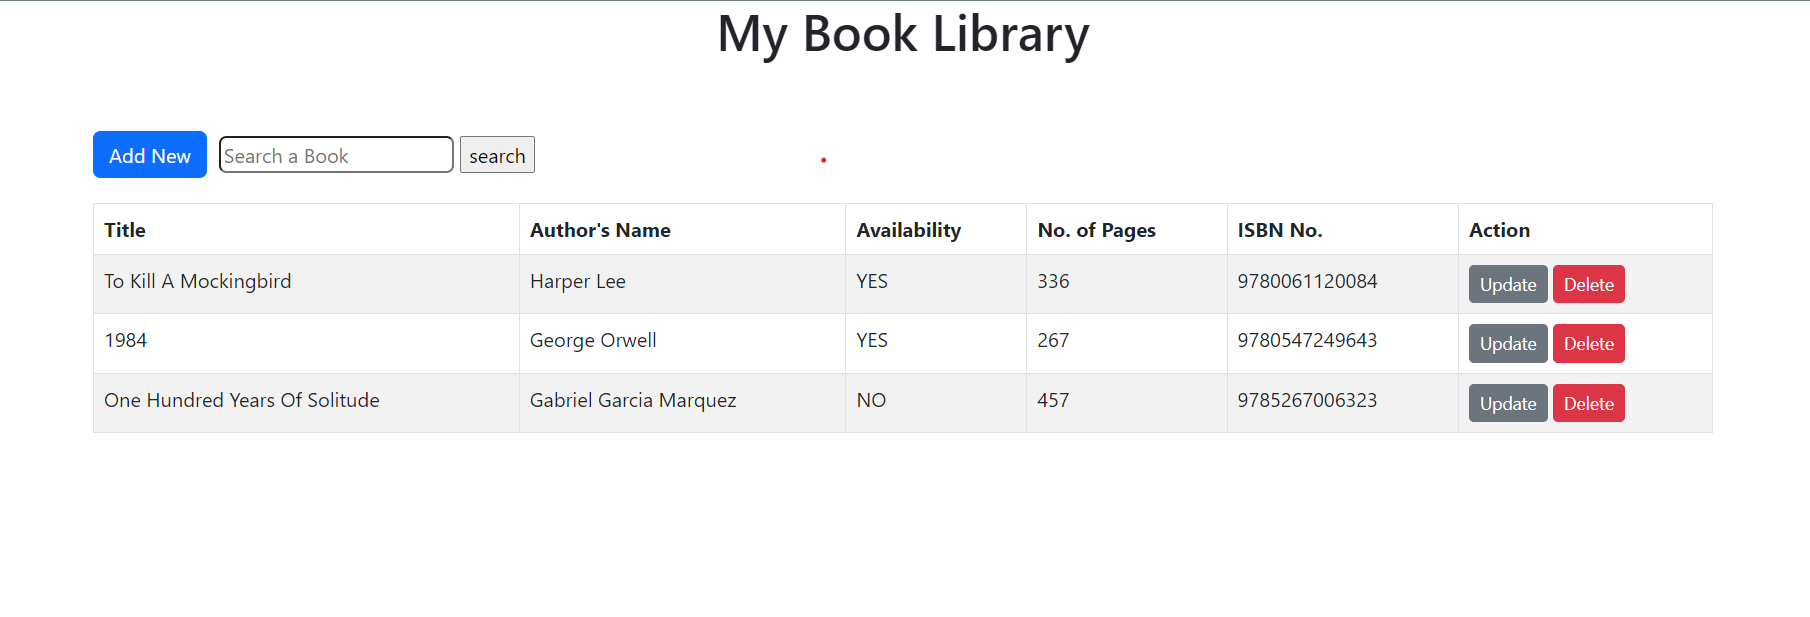 My Book Library
Add New Search a Book search
Title Author's Name Availability No. of Pages ISBN No. Action
To Kill A Mockingbird Harper Lee YES 336 9780061120084 Update Delete
1984 George Orwell YES 267 9780547249643 Update Delete
One Hundred Years Of Solitude Gabriel Garcia Marquez NO 457 9785267006323 Update Delete